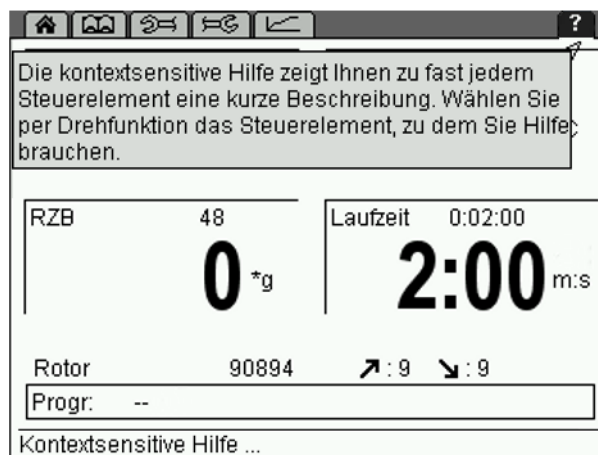 ?
Die kontextsensitive Hilfe zeigt Ihnen zu fast jedem
Steuerelement eine kurze Beschreibung. Wählen Sie
per Drehfunktion das Steuerelement, zu dem Sie Hilfe
brauchen.
RZB 48
0 *g
Laufzeit 0:02:00
2:00 m:s
Rotor 90894 ↗ : 9 ↘ : 9
Progr: --
Kontextsensitive Hilfe ...